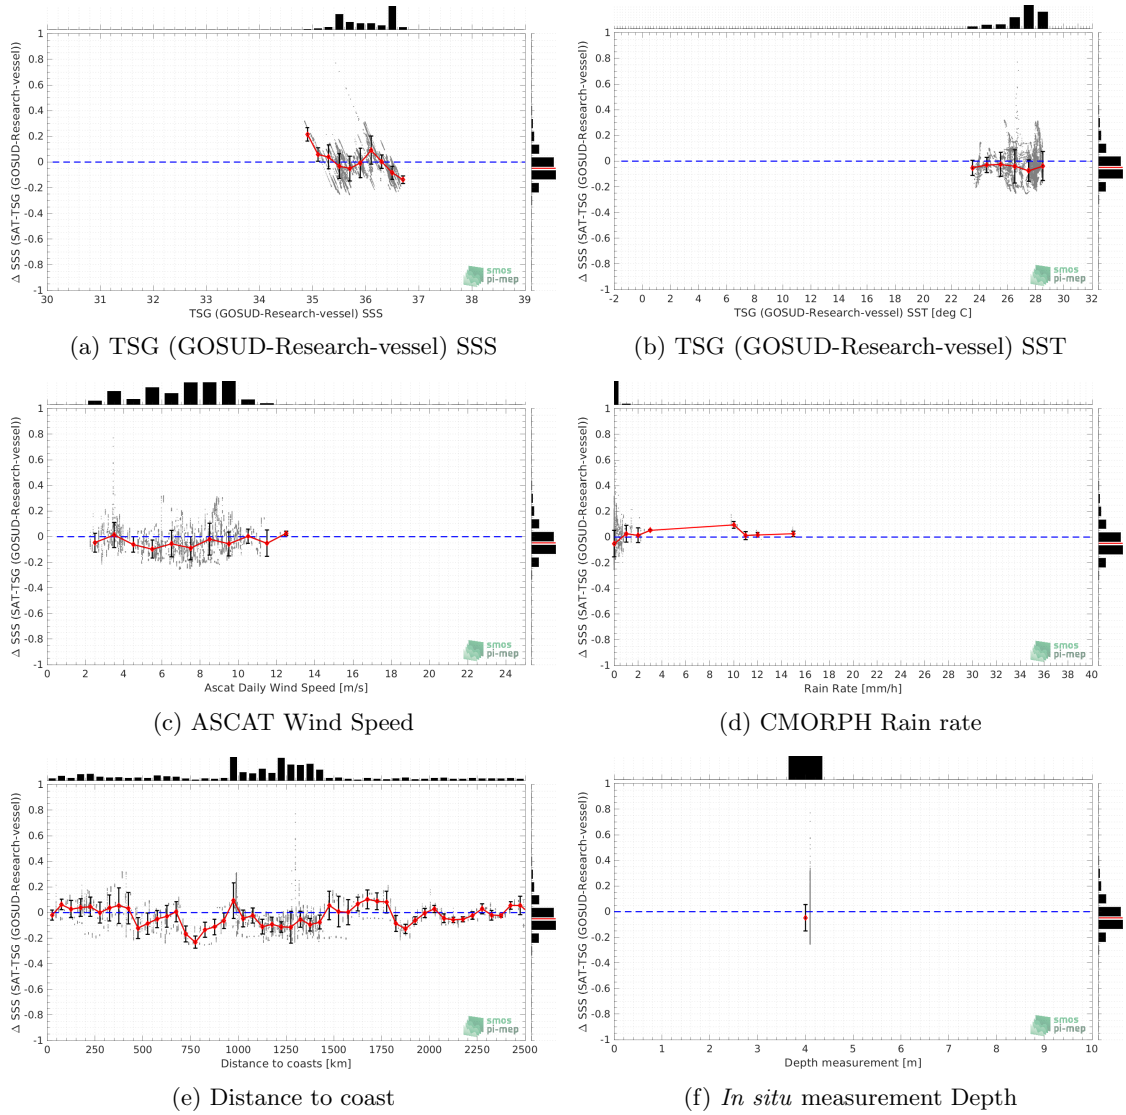 Δ SSS (SAT-TSG (GOSUD-Research-vessel))
1
0.8
0.6
0.4
0.2
0
-0.2
-0.4
-0.6
-0.8
-1
smos
pi-mep
30 31 32 33 34 35 36 37 38 39
TSG (GOSUD-Research-vessel) SSS
(a) TSG (GOSUD-Research-vessel) SSS
Δ SSS (SAT-TSG (GOSUD-Research-vessel))
1
0.8
0.6
0.4
0.2
0
-0.2
-0.4
-0.6
-0.8
-1
smos
pi-mep
-2 0 2 4 6 8 10 12 14 16 18 20 22 24 26 28 30 32
TSG (GOSUD-Research-vessel) SST [deg C]
(b) TSG (GOSUD-Research-vessel) SST
Δ SSS (SAT-TSG (GOSUD-Research-vessel))
1
0.8
0.6
0.4
0.2
0
-0.2
-0.4
-0.6
-0.8
-1
smos
pi-mep
0 2 4 6 8 10 12 14 16 18 20 22 24
Ascat Daily Wind Speed [m/s]
(c) ASCAT Wind Speed
Δ SSS (SAT-TSG (GOSUD-Research-vessel))
1
0.8
0.6
0.4
0.2
0
-0.2
-0.4
-0.6
-0.8
-1
smos
pi-mep
0 2 4 6 8 10 12 14 16 18 20 22 24 26 28 30 32 34 36 38 40
Rain Rate [mm/h]
(d) CMORPH Rain rate
Δ SSS (SAT-TSG (GOSUD-Research-vessel))
1
0.8
0.6
0.4
0.2
0
-0.2
-0.4
-0.6
-0.8
-1
smos
pi-mep
0 250 500 750 1000 1250 1500 1750 2000 2250 2500
Distance to coasts [km]
(e) Distance to coast
Δ SSS (SAT-TSG (GOSUD-Research-vessel))
1
0.8
0.6
0.4
0.2
0
-0.2
-0.4
-0.6
-0.8
-1
smos
pi-mep
0 1 2 3 4 5 6 7 8 9 10
Depth measurement [m]
(f) In situ measurement Depth